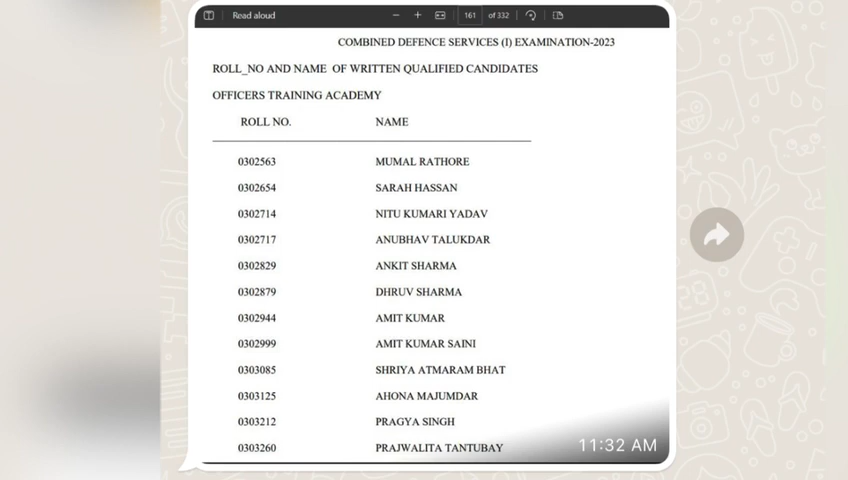 Read aloud
161 of 332
COMBINED DEFENCE SERVICES (I) EXAMINATION-2023
ROLL_NO AND NAME OF WRITTEN QUALIFIED CANDIDATES
OFFICERS TRAINING ACADEMY
ROLL NO. NAME
0302563 MUMAL RATHORE
0302654 SARAH HASSAN
0302714 NITU KUMARI YADAV
0302717 ANUBHAV TALUKDAR
0302829 ANKIT SHARMA
0302879 DHRUV SHARMA
0302944 AMIT KUMAR
0302999 AMIT KUMAR SAINI
0303085 SHRIYA ATMARAM BHAT
0303125 AHONA MAJUMDAR
0303212 PRAGYA SINGH
0303260 PRAJWALITA TANTUBAY
11:32 AM